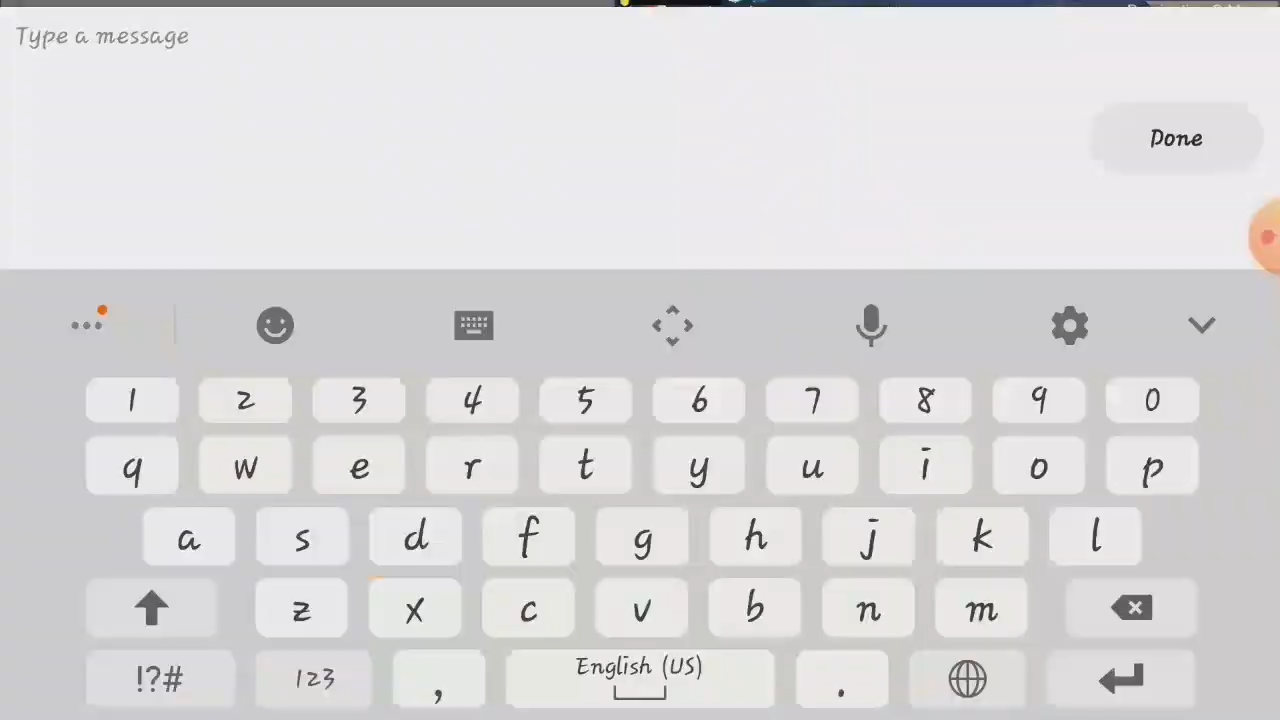 Type a message
Done
1 2 3 4 5 6 7 8 9 0
q w e r t y u i o p
a s d f g h j k l
z x c v b n m
!?# 123 , English (US) .